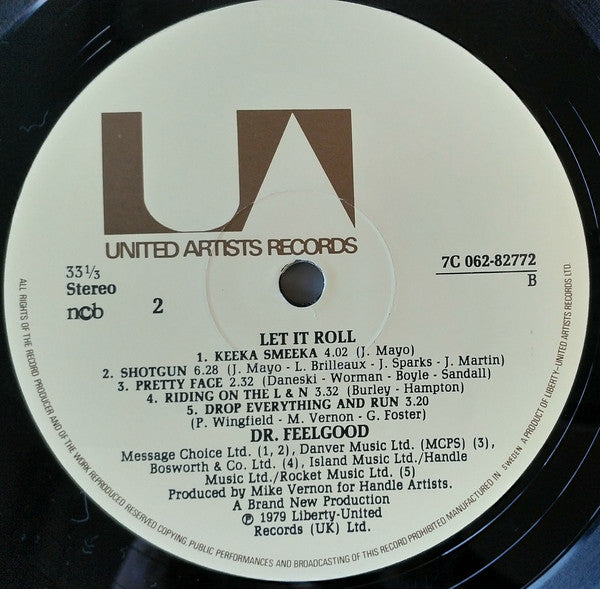 UA
UNITED ARTISTS RECORDS
33⅓
Stereo
ncb
2
7C 062-82772
B
LET IT ROLL
1. KEEKA SMEEKA 4.02 (J. Mayo)
2. SHOTGUN 6.28 (J. Mayo - L. Brilleaux - J. Sparks - J. Martin)
3. PRETTY FACE 2.32 (Daneski - Worman - Boyle - Sandall)
4. RIDING ON THE L & N 3.32 (Burley - Hampton)
5. DROP EVERYTHING AND RUN 3.20
(P. Wingfield - M. Vernon - G. Foster)
DR. FEELGOOD
Message Choice Ltd. (1, 2), Danver Music Ltd. (MCPS) (3),
Bosworth & Co. Ltd. (4), Island Music Ltd./Handle
Music Ltd./Rocket Music Ltd. (5)
Produced by Mike Vernon for Handle Artists.
A Brand New Production
℗ 1979 Liberty-United
Records (UK) Ltd.
ALL RIGHTS OF THE RECORD PRODUCER AND OF THE WORK REPRODUCED RESERVED COPYING, PUBLIC PERFORMANCES AND BROADCASTING OF THIS RECORD PROHIBITED MANUFACTURED IN SWEDEN A PRODUCT OF LIBERTY-UNITED ARTISTS RECORDS LTD.